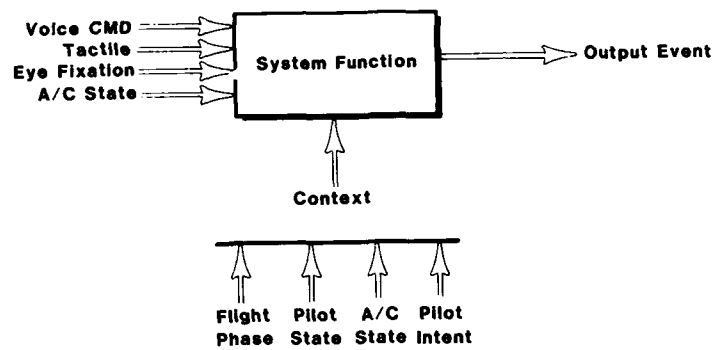 Voice CMD
Tactile
Eye Fixation
A/C State
System Function
Output Event
Context
Flight Phase
Pilot State
A/C State
Pilot Intent